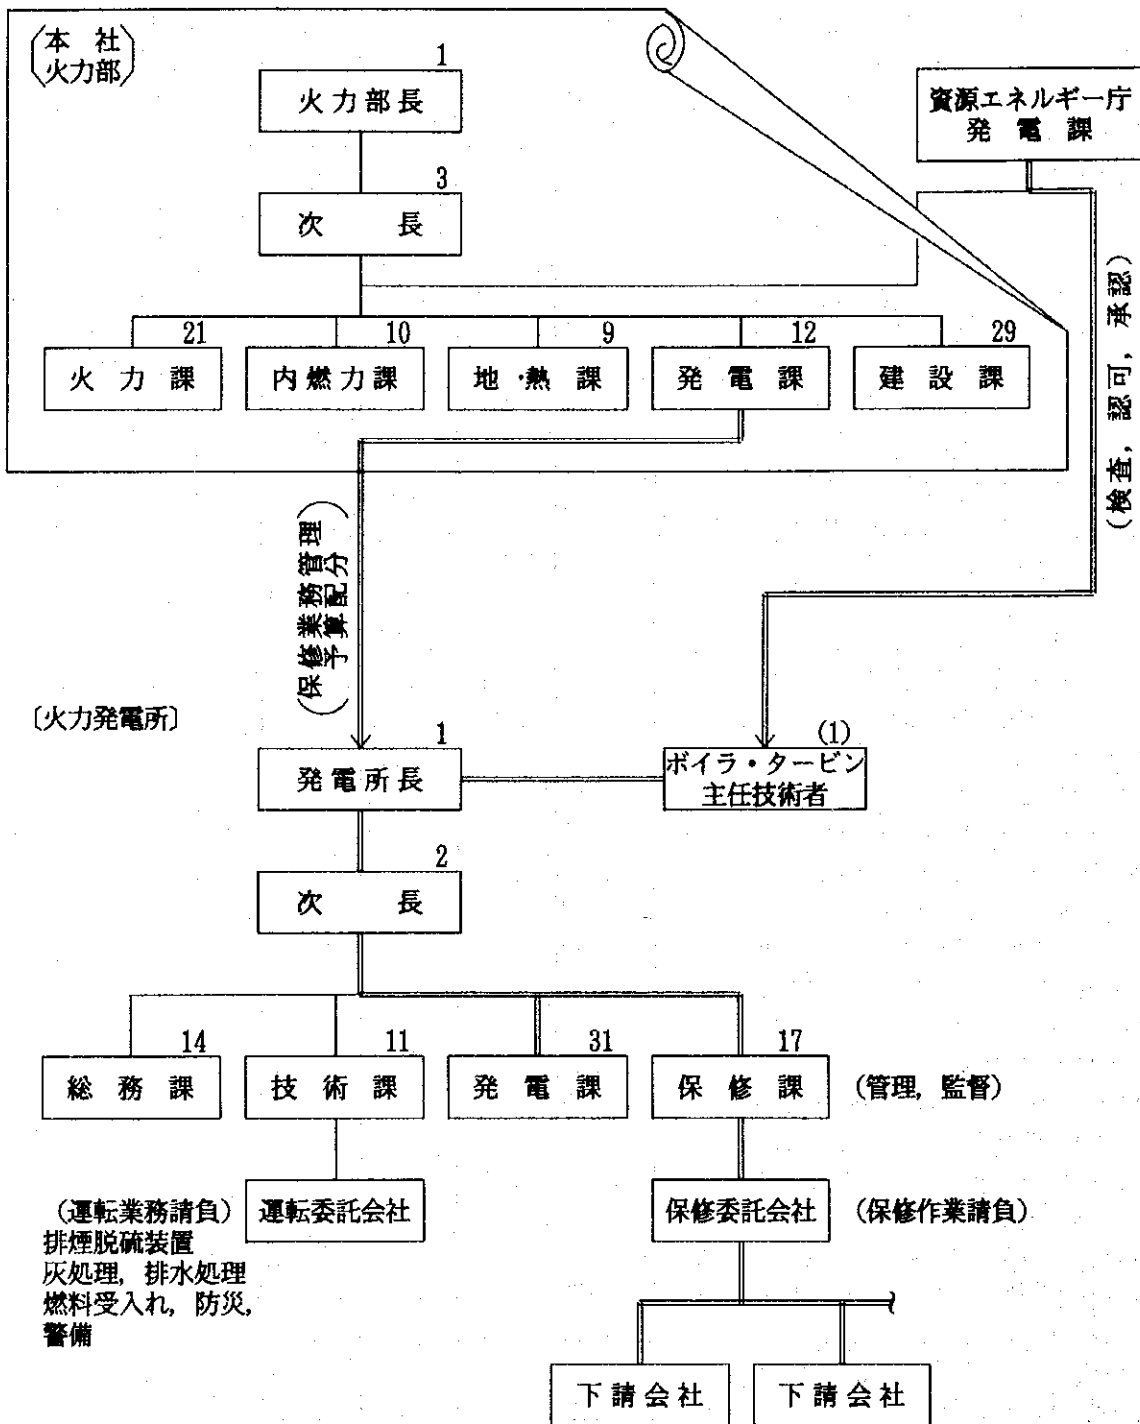 (本社
火力部)
1
火力部長
資源エネルギー庁
発電課
3
次長
21
火力課
10
内燃力課
9
地熱課
12
発電課
29
建設課
(検査, 認可, 承認)
(保修業務管理
予算配分)
〔火力発電所〕
1
発電所長
(1)
ボイラ・タービン
主任技術者
2
次長
14
総務課
11
技術課
31
発電課
17
保修課
(管理, 監督)
(運転業務請負)
排煙脱硫装置
灰処理, 排水処理
燃料受入れ, 防災,
警備
運転委託会社
保修委託会社
(保修作業請負)
下請会社
下請会社